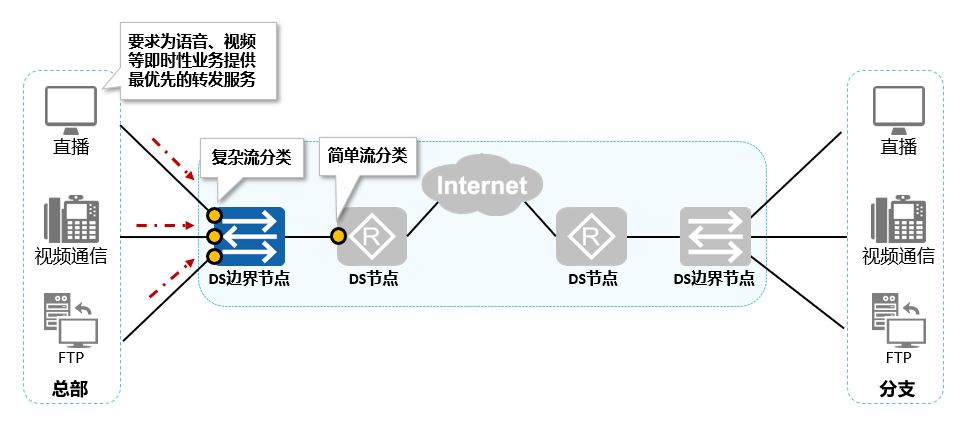 要求为语音、视频
等即时性业务提供
最优先的转发服务
直播
视频通信
FTP
总部
复杂流分类
简单流分类
Internet
R
R
DS边界节点
DS节点
DS节点
DS边界节点
直播
视频通信
FTP
分支